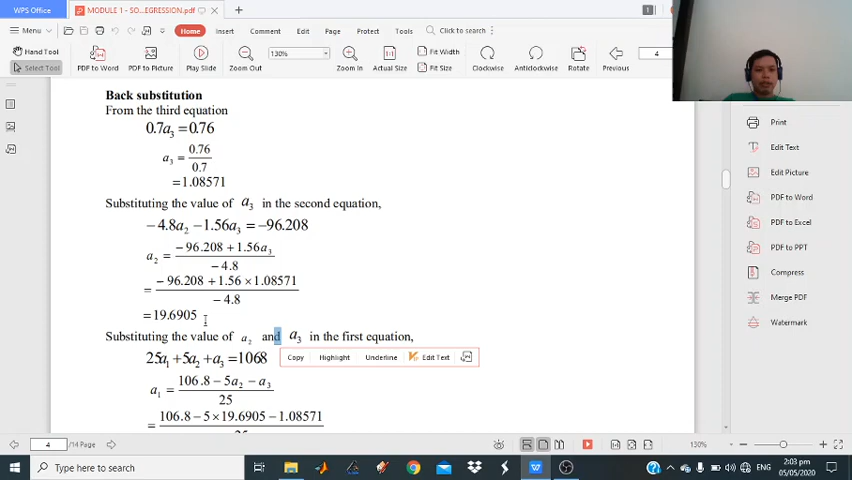 WPS Office
MODULE 1 - SO...EGRESSION.pdf
Menu
Home
Insert
Comment
Edit
Page
Protect
Tools
Click to search
Hand Tool
Select Tool
PDF to Word
PDF to Picture
Play Slide
Zoom Out
130%
Zoom In
Actual Size
Fit Width
Fit Size
Clockwise
Anticlockwise
Rotate
Previous
4
Back substitution
From the third equation
0.7a₃ = 0.76
a₃ = 0.76 / 0.7
= 1.08571
Substituting the value of a₃ in the second equation,
− 4.8a₂ − 1.56a₃ = −96.208
a₂ = − 96.208 + 1.56a₃ / − 4.8
= − 96.208 + 1.56 × 1.08571 / − 4.8
= 19.6905
Substituting the value of a₂ and a₃ in the first equation,
25a₁ + 5a₂ + a₃ = 106.8
Copy
Highlight
Underline
Edit Text
a₁ = 106.8 − 5a₂ − a₃ / 25
= 106.8 − 5 × 19.6905 − 1.08571
Print
Edit Text
Edit Picture
PDF to Word
PDF to Excel
PDF to PPT
Compress
Merge PDF
Watermark
4
/14 Page
130%
Type here to search
ENG
2:03 pm
05/05/2020